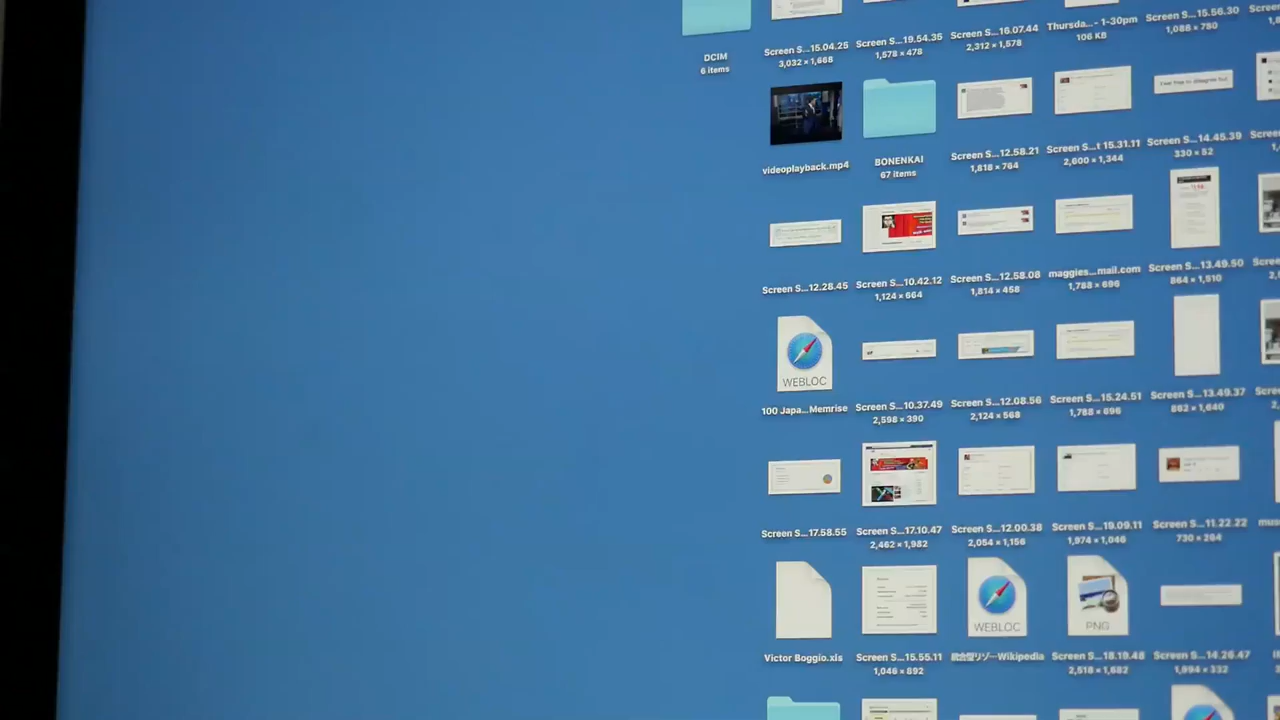 DCIM
6 items
Screen S...15.04.25
3,032 × 1,668
Screen S...19.54.35
1,578 × 478
Screen S...16.07.44
2,312 × 1,578
Thursda... - 1-30pm
106 KB
Screen S...15.56.30
1,088 × 780
videoplayback.mp4
BONENKAI
67 items
Screen S...12.58.21
1,818 × 764
Screen S...t 15.31.11
2,600 × 1,344
I feel free to disagree but
Screen S...14.45.39
330 × 52
Screen S...12.28.45
Screen S...10.42.12
1,124 × 664
Screen S...12.58.08
1,814 × 458
maggies...mail.com
1,788 × 696
Screen S...13.49.50
864 × 1,510
WEBLOC
100 Japa...Memrise
Screen S...10.37.49
2,598 × 390
Screen S...12.08.56
2,124 × 568
Screen S...15.24.51
1,788 × 696
Screen S...13.49.37
862 × 1,640
Screen S...17.58.55
Screen S...17.10.47
2,462 × 1,982
Screen S...12.00.38
2,054 × 1,156
Screen S...19.09.11
1,974 × 1,046
Screen S...11.22.22
730 × 264
Victor Boggio.xls
Screen S...15.55.11
1,046 × 892
WEBLOC
統合型リゾ...Wikipedia
PNG
Screen S...18.19.48
2,518 × 1,682
Screen S...14.26.47
1,994 × 332